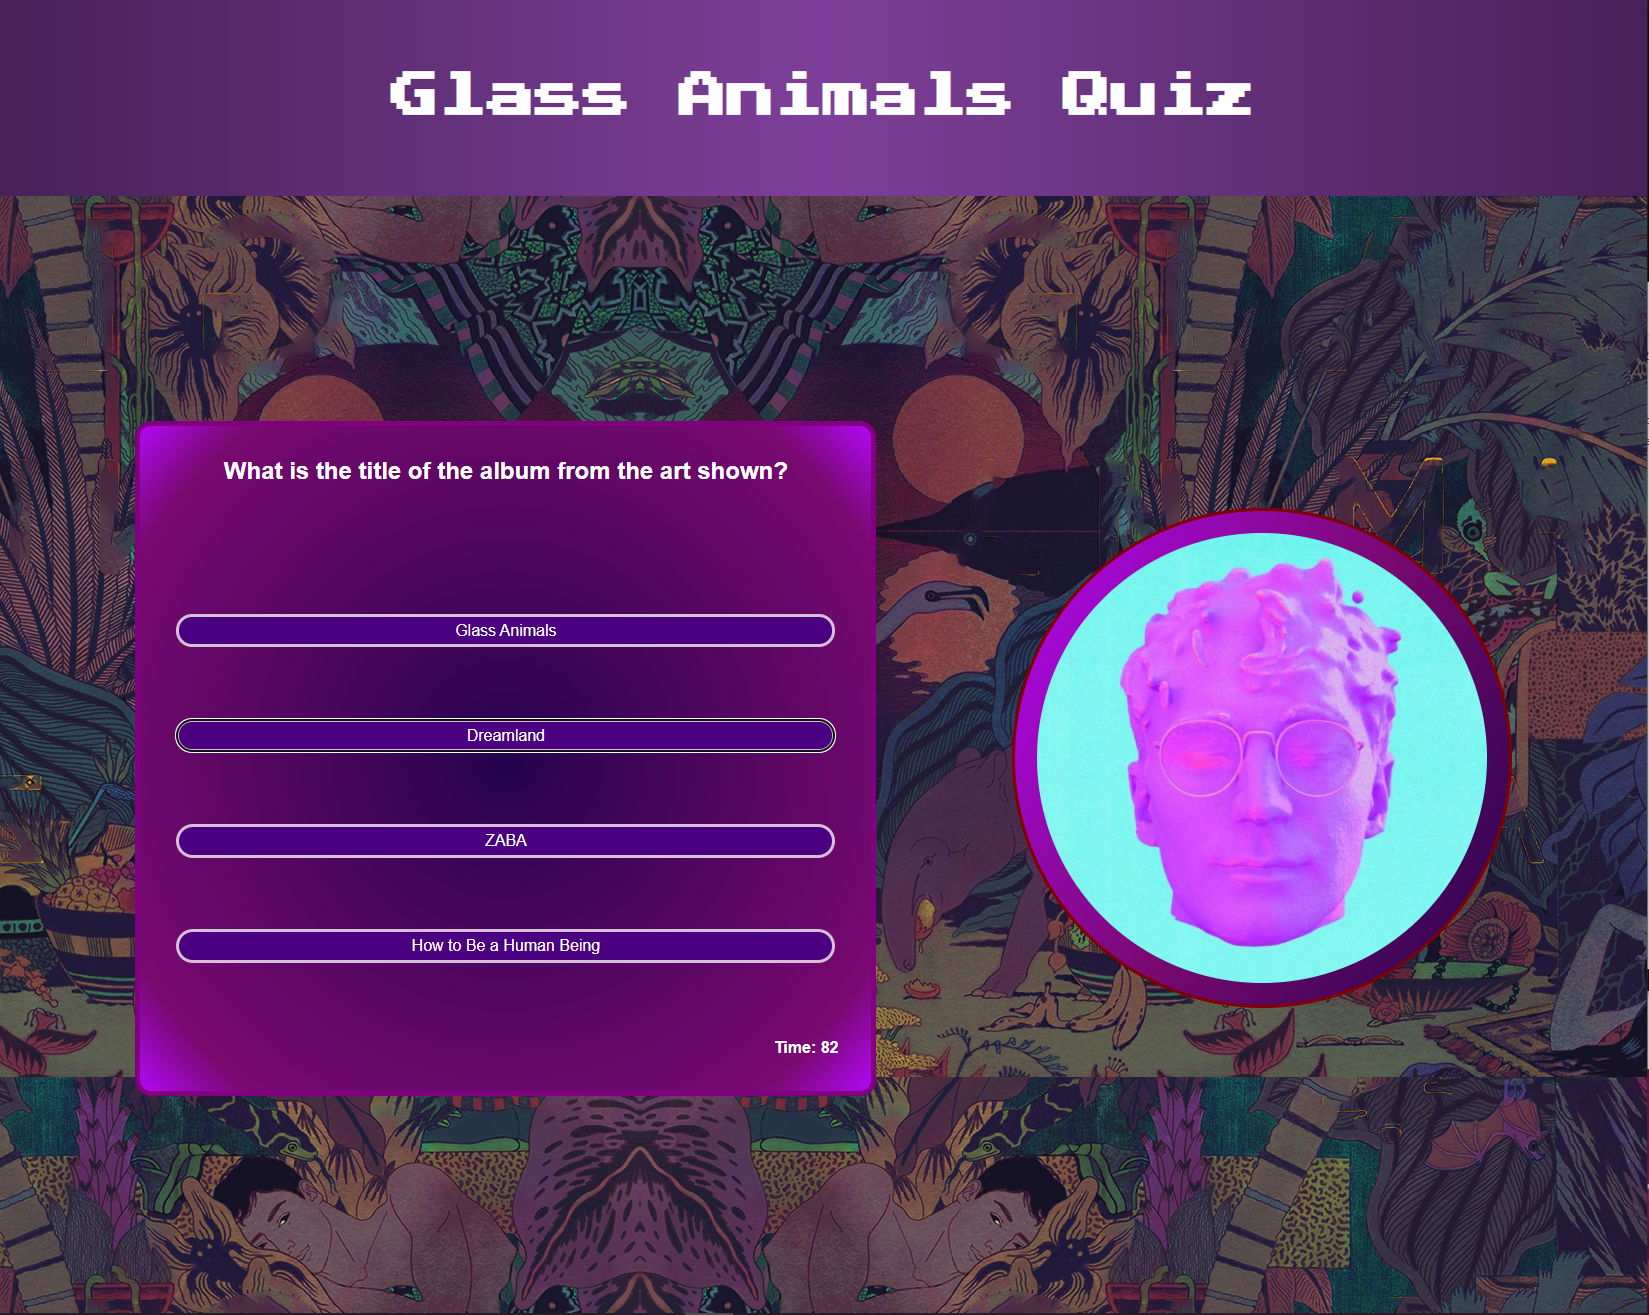 Glass Animals Quiz
What is the title of the album from the art shown?
Glass Animals
Dreamland
ZABA
How to Be a Human Being
Time: 82